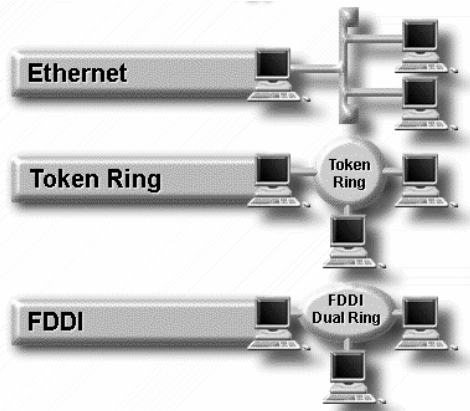 Ethernet
Token Ring
Token
Ring
FDDI
FDDI
Dual Ring